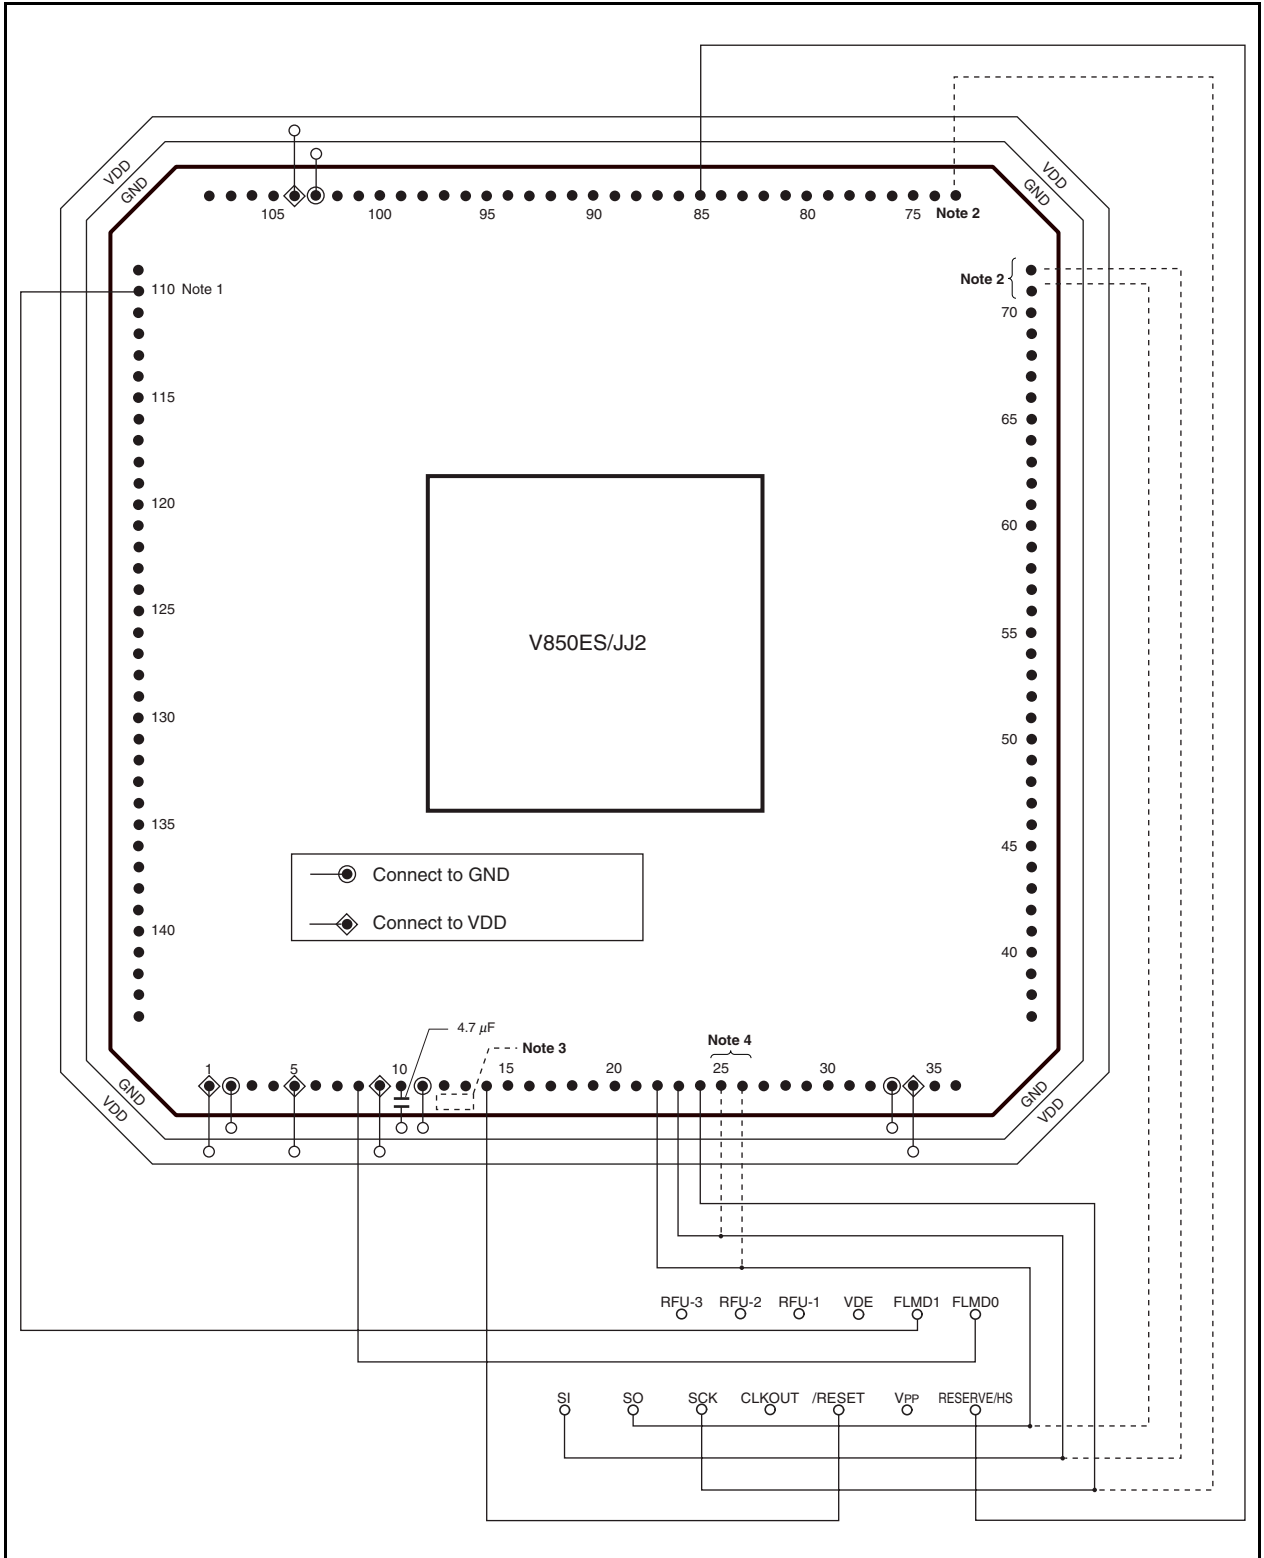 VDD
GND
VDD
GND
105
100
95
90
85
80
75
Note 2
110 Note 1
Note 2
70
115
65
120
60
125
55
V850ES/JJ2
130
50
135
45
Connect to GND
Connect to VDD
140
40
4.7 μF
Note 3
Note 4
1
5
10
15
20
25
30
35
GND
VDD
GND
VDD
RFU-3 RFU-2 RFU-1 VDE FLMD1 FLMD0
SI SO SCK CLKOUT /RESET VPP RESERVE/HS